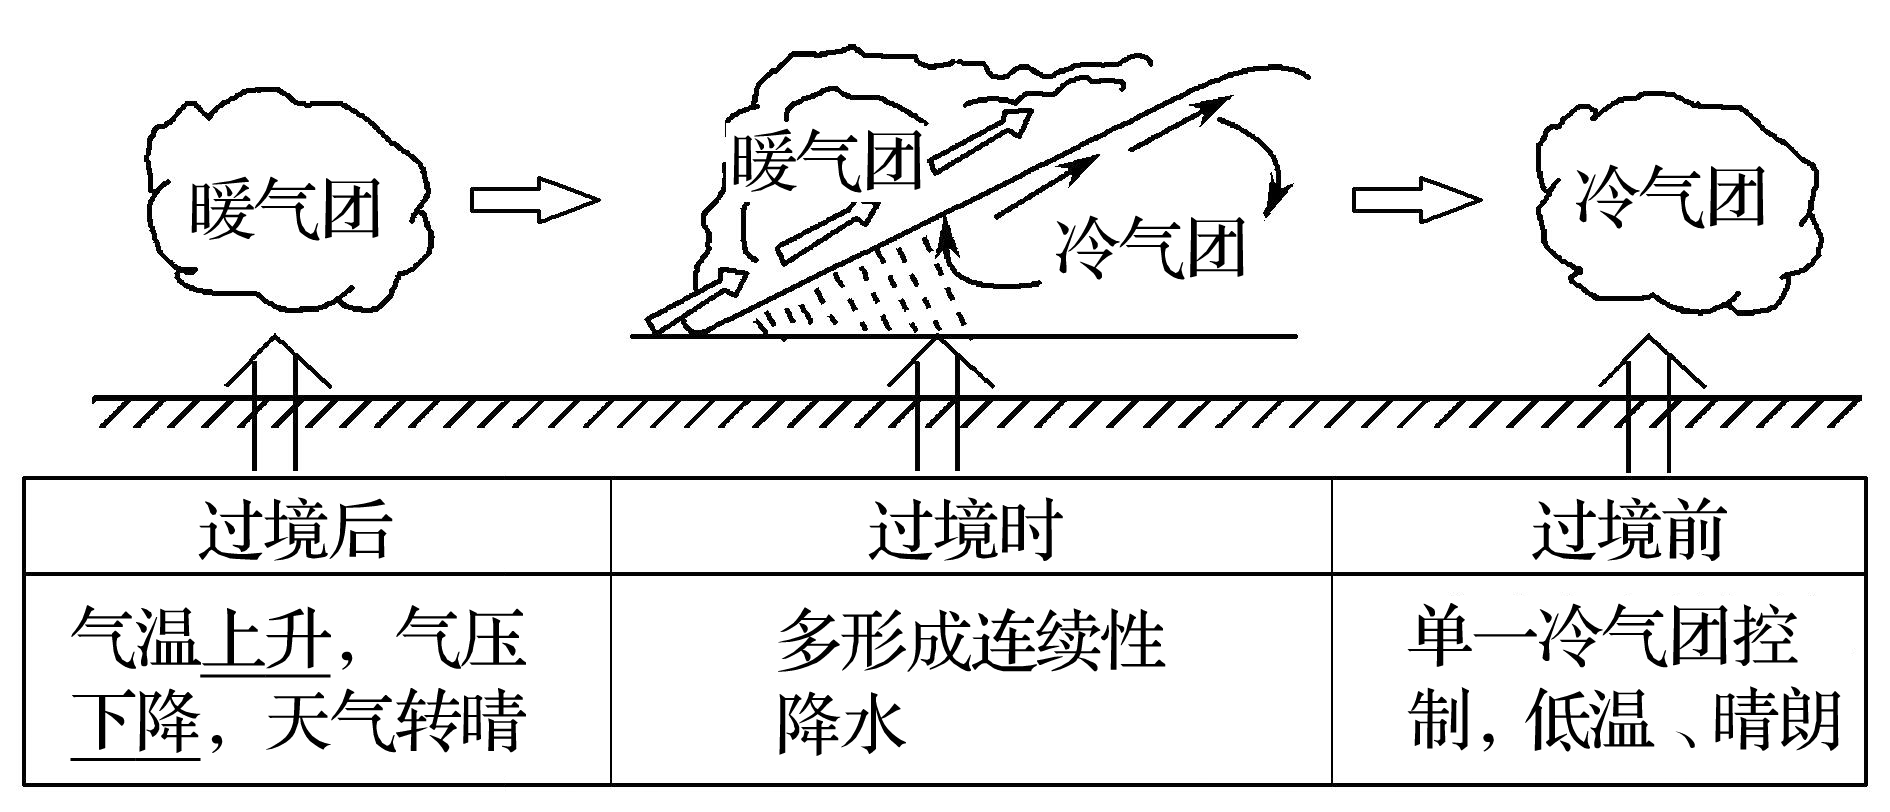 暖气团
暖气团
冷气团
冷气团
过境后
过境时
过境前
气温上升，气压
下降，天气转晴
多形成连续性
降水
单一冷气团控
制，低温、晴朗